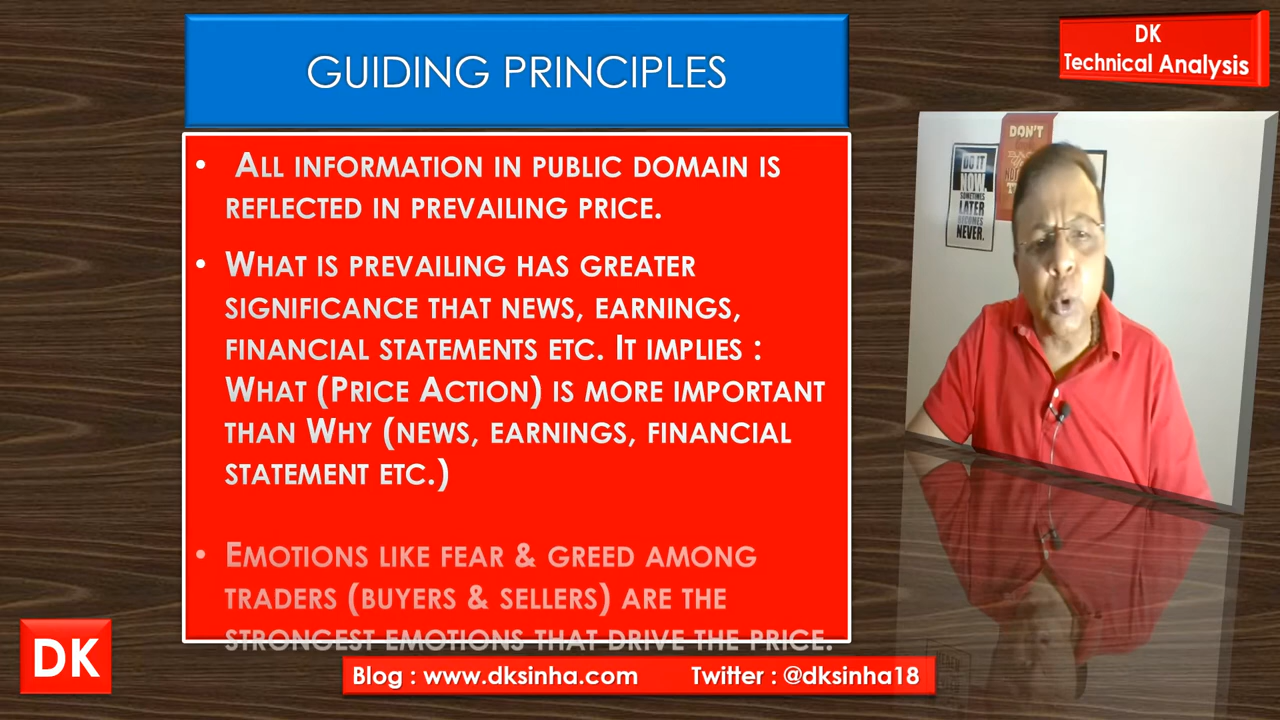 GUIDING PRINCIPLES
DK
Technical Analysis
• All information in public domain is
reflected in prevailing price.
• What is prevailing has greater
significance that news, earnings,
financial statements etc. It implies :
What (Price Action) is more important
than Why (news, earnings, financial
statement etc.)
• Emotions like fear & greed among
traders (buyers & sellers) are the
strongest emotions that drive the price.
DON'T
DO IT
NOW.
SOMETIMES
LATER
BECOMES
NEVER.
DK
Blog : www.dksinha.com Twitter : @dksinha18